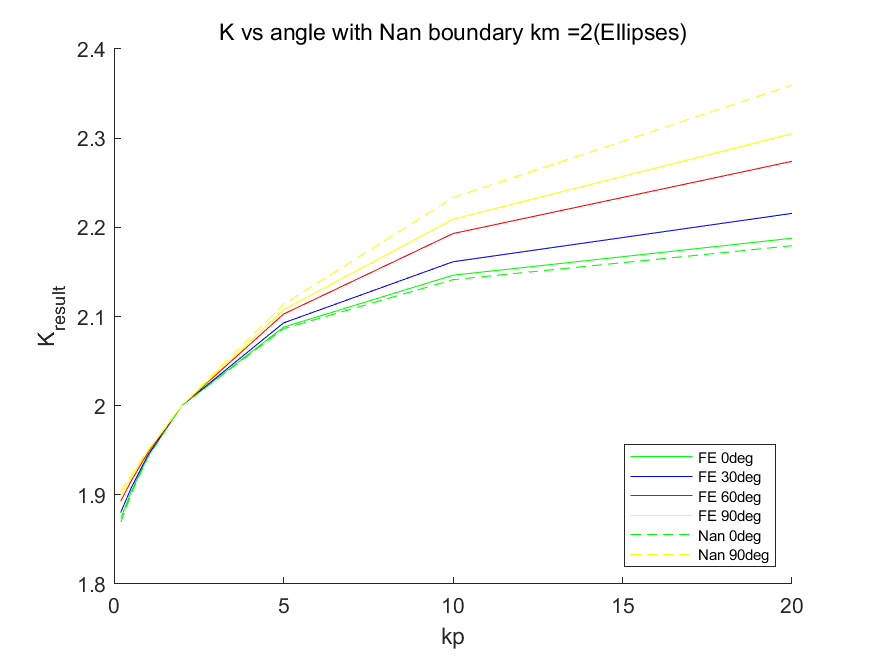 K vs angle with Nan boundary km =2(Ellipses)
2.4
2.3
2.2
2.1
2
1.9
1.8
K_result
0
5
10
15
20
kp
FE 0deg
FE 30deg
FE 60deg
FE 90deg
Nan 0deg
Nan 90deg